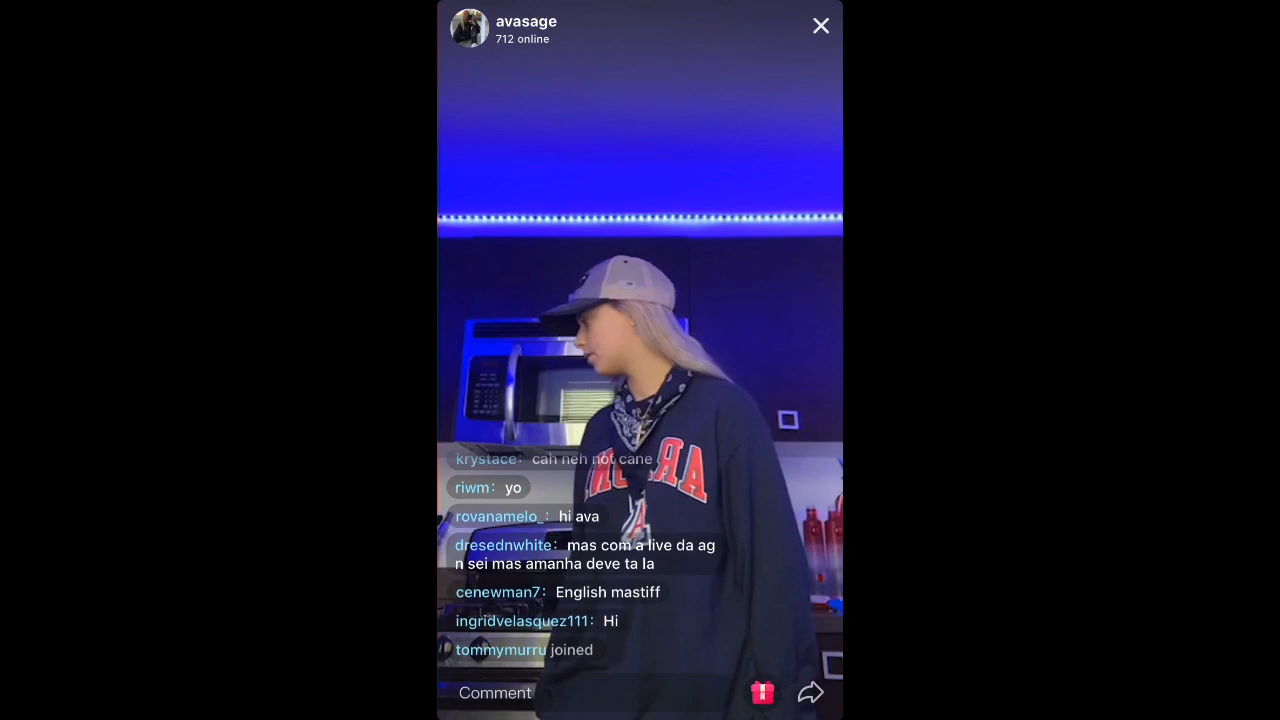 avasage
712 online
krystace: cah neh not cane
riwm: yo
rovanamelo_: hi ava
dresednwhite: mas com a live da ag
n sei mas amanha deve ta la
cenewman7: English mastiff
ingridvelasquez111: Hi
tommymurru joined
Comment